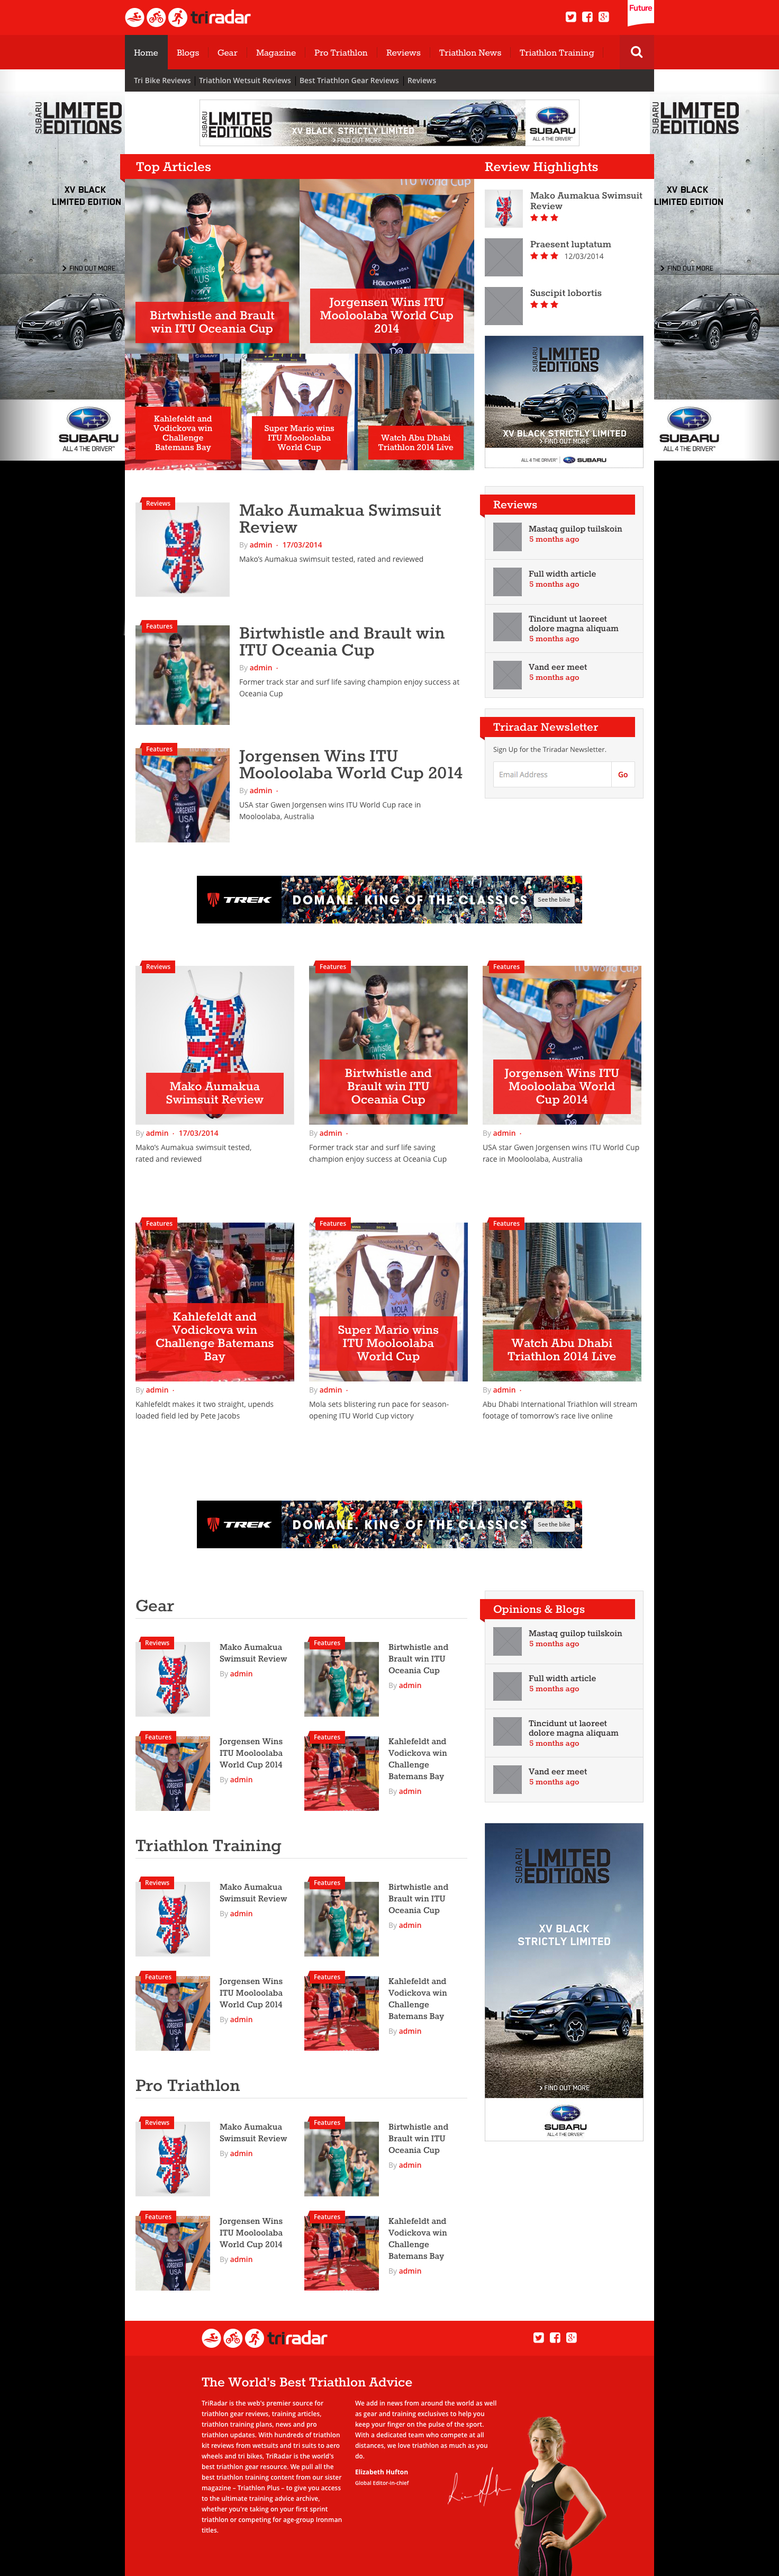 triradar
Future
Home
Blogs
Gear
Magazine
Pro Triathlon
Reviews
Triathlon News
Triathlon Training
Tri Bike Reviews
Triathlon Wetsuit Reviews
Best Triathlon Gear Reviews
Reviews
SUBARU
LIMITED
EDITIONS
XV BLACK
LIMITED EDITION
> FIND OUT MORE
SUBARU
ALL 4 THE DRIVER
SUBARU
LIMITED
EDITIONS
XV BLACK STRICTLY LIMITED
> FIND OUT MORE
SUBARU
ALL 4 THE DRIVER
SUBARU
LIMITED
EDITIONS
XV BLACK
LIMITED EDITION
> FIND OUT MORE
SUBARU
ALL 4 THE DRIVER
Top Articles
Birtwhistle and Brault
win ITU Oceania Cup
Jorgensen Wins ITU
Mooloolaba World Cup
2014
Kahlefeldt and
Vodickova win
Challenge
Batemans Bay
Super Mario wins
ITU Mooloolaba
World Cup
Watch Abu Dhabi
Triathlon 2014 Live
Review Highlights
Mako Aumakua Swimsuit
Review
Praesent luptatum
12/03/2014
Suscipit lobortis
SUBARU
LIMITED
EDITIONS
XV BLACK STRICTLY LIMITED
> FIND OUT MORE
ALL 4 THE DRIVER
SUBARU
Reviews
Mako Aumakua Swimsuit
Review
By admin - 17/03/2014
Mako's Aumakua swimsuit tested, rated and reviewed
Features
Birtwhistle and Brault win
ITU Oceania Cup
By admin -
Former track star and surf life saving champion enjoy success at
Oceania Cup
Features
Jorgensen Wins ITU
Mooloolaba World Cup 2014
By admin -
USA star Gwen Jorgensen wins ITU World Cup race in
Mooloolaba, Australia
Reviews
Mastaq guilop tuilskoin
5 months ago
Full width article
5 months ago
Tincidunt ut laoreet
dolore magna aliquam
5 months ago
Vand eer meet
5 months ago
Triradar Newsletter
Sign Up for the Triradar Newsletter.
Email Address
Go
TREK
DOMANE. KING OF THE CLASSICS
See the bike
Reviews
Mako Aumakua
Swimsuit Review
By admin - 17/03/2014
Mako's Aumakua swimsuit tested,
rated and reviewed
Features
Birtwhistle and
Brault win ITU
Oceania Cup
By admin -
Former track star and surf life saving
champion enjoy success at Oceania Cup
Features
Jorgensen Wins ITU
Mooloolaba World
Cup 2014
By admin -
USA star Gwen Jorgensen wins ITU World Cup
race in Mooloolaba, Australia
Features
Kahlefeldt and
Vodickova win
Challenge Batemans
Bay
By admin -
Kahlefeldt makes it two straight, upends
loaded field led by Pete Jacobs
Features
Super Mario wins
ITU Mooloolaba
World Cup
By admin -
Mola sets blistering run pace for season-
opening ITU World Cup victory
Features
Watch Abu Dhabi
Triathlon 2014 Live
By admin -
Abu Dhabi International Triathlon will stream
footage of tomorrow's race live online
TREK
DOMANE. KING OF THE CLASSICS
See the bike
Gear
Reviews
Mako Aumakua
Swimsuit Review
By admin
Features
Birtwhistle and
Brault win ITU
Oceania Cup
By admin
Features
Jorgensen Wins
ITU Mooloolaba
World Cup 2014
By admin
Features
Kahlefeldt and
Vodickova win
Challenge
Batemans Bay
By admin
Triathlon Training
Reviews
Mako Aumakua
Swimsuit Review
By admin
Features
Birtwhistle and
Brault win ITU
Oceania Cup
By admin
Features
Jorgensen Wins
ITU Mooloolaba
World Cup 2014
By admin
Features
Kahlefeldt and
Vodickova win
Challenge
Batemans Bay
By admin
Pro Triathlon
Reviews
Mako Aumakua
Swimsuit Review
By admin
Features
Birtwhistle and
Brault win ITU
Oceania Cup
By admin
Features
Jorgensen Wins
ITU Mooloolaba
World Cup 2014
By admin
Features
Kahlefeldt and
Vodickova win
Challenge
Batemans Bay
By admin
Opinions & Blogs
Mastaq guilop tuilskoin
5 months ago
Full width article
5 months ago
Tincidunt ut laoreet
dolore magna aliquam
5 months ago
Vand eer meet
5 months ago
SUBARU
LIMITED
EDITIONS
XV BLACK
STRICTLY LIMITED
> FIND OUT MORE
SUBARU
ALL 4 THE DRIVER
triradar
The World's Best Triathlon Advice
TriRadar is the web's premier source for
triathlon gear reviews, training articles,
triathlon training plans, news and pro
triathlon updates. With hundreds of triathlon
kit reviews from wetsuits and tri suits to aero
wheels and tri bikes, TriRadar is the world's
best triathlon gear resource. We pull all the
best triathlon training content from our sister
magazine – Triathlon Plus – to give you access
to the ultimate training advice archive,
whether you're taking on your first sprint
triathlon or competing for age-group Ironman
titles.
We add in news from around the world as well
as gear and training exclusives to help you
keep your finger on the pulse of the sport.
With a dedicated team who compete at all
distances, we love triathlon as much as you
do.
Elizabeth Hufton
Global Editor-in-chief